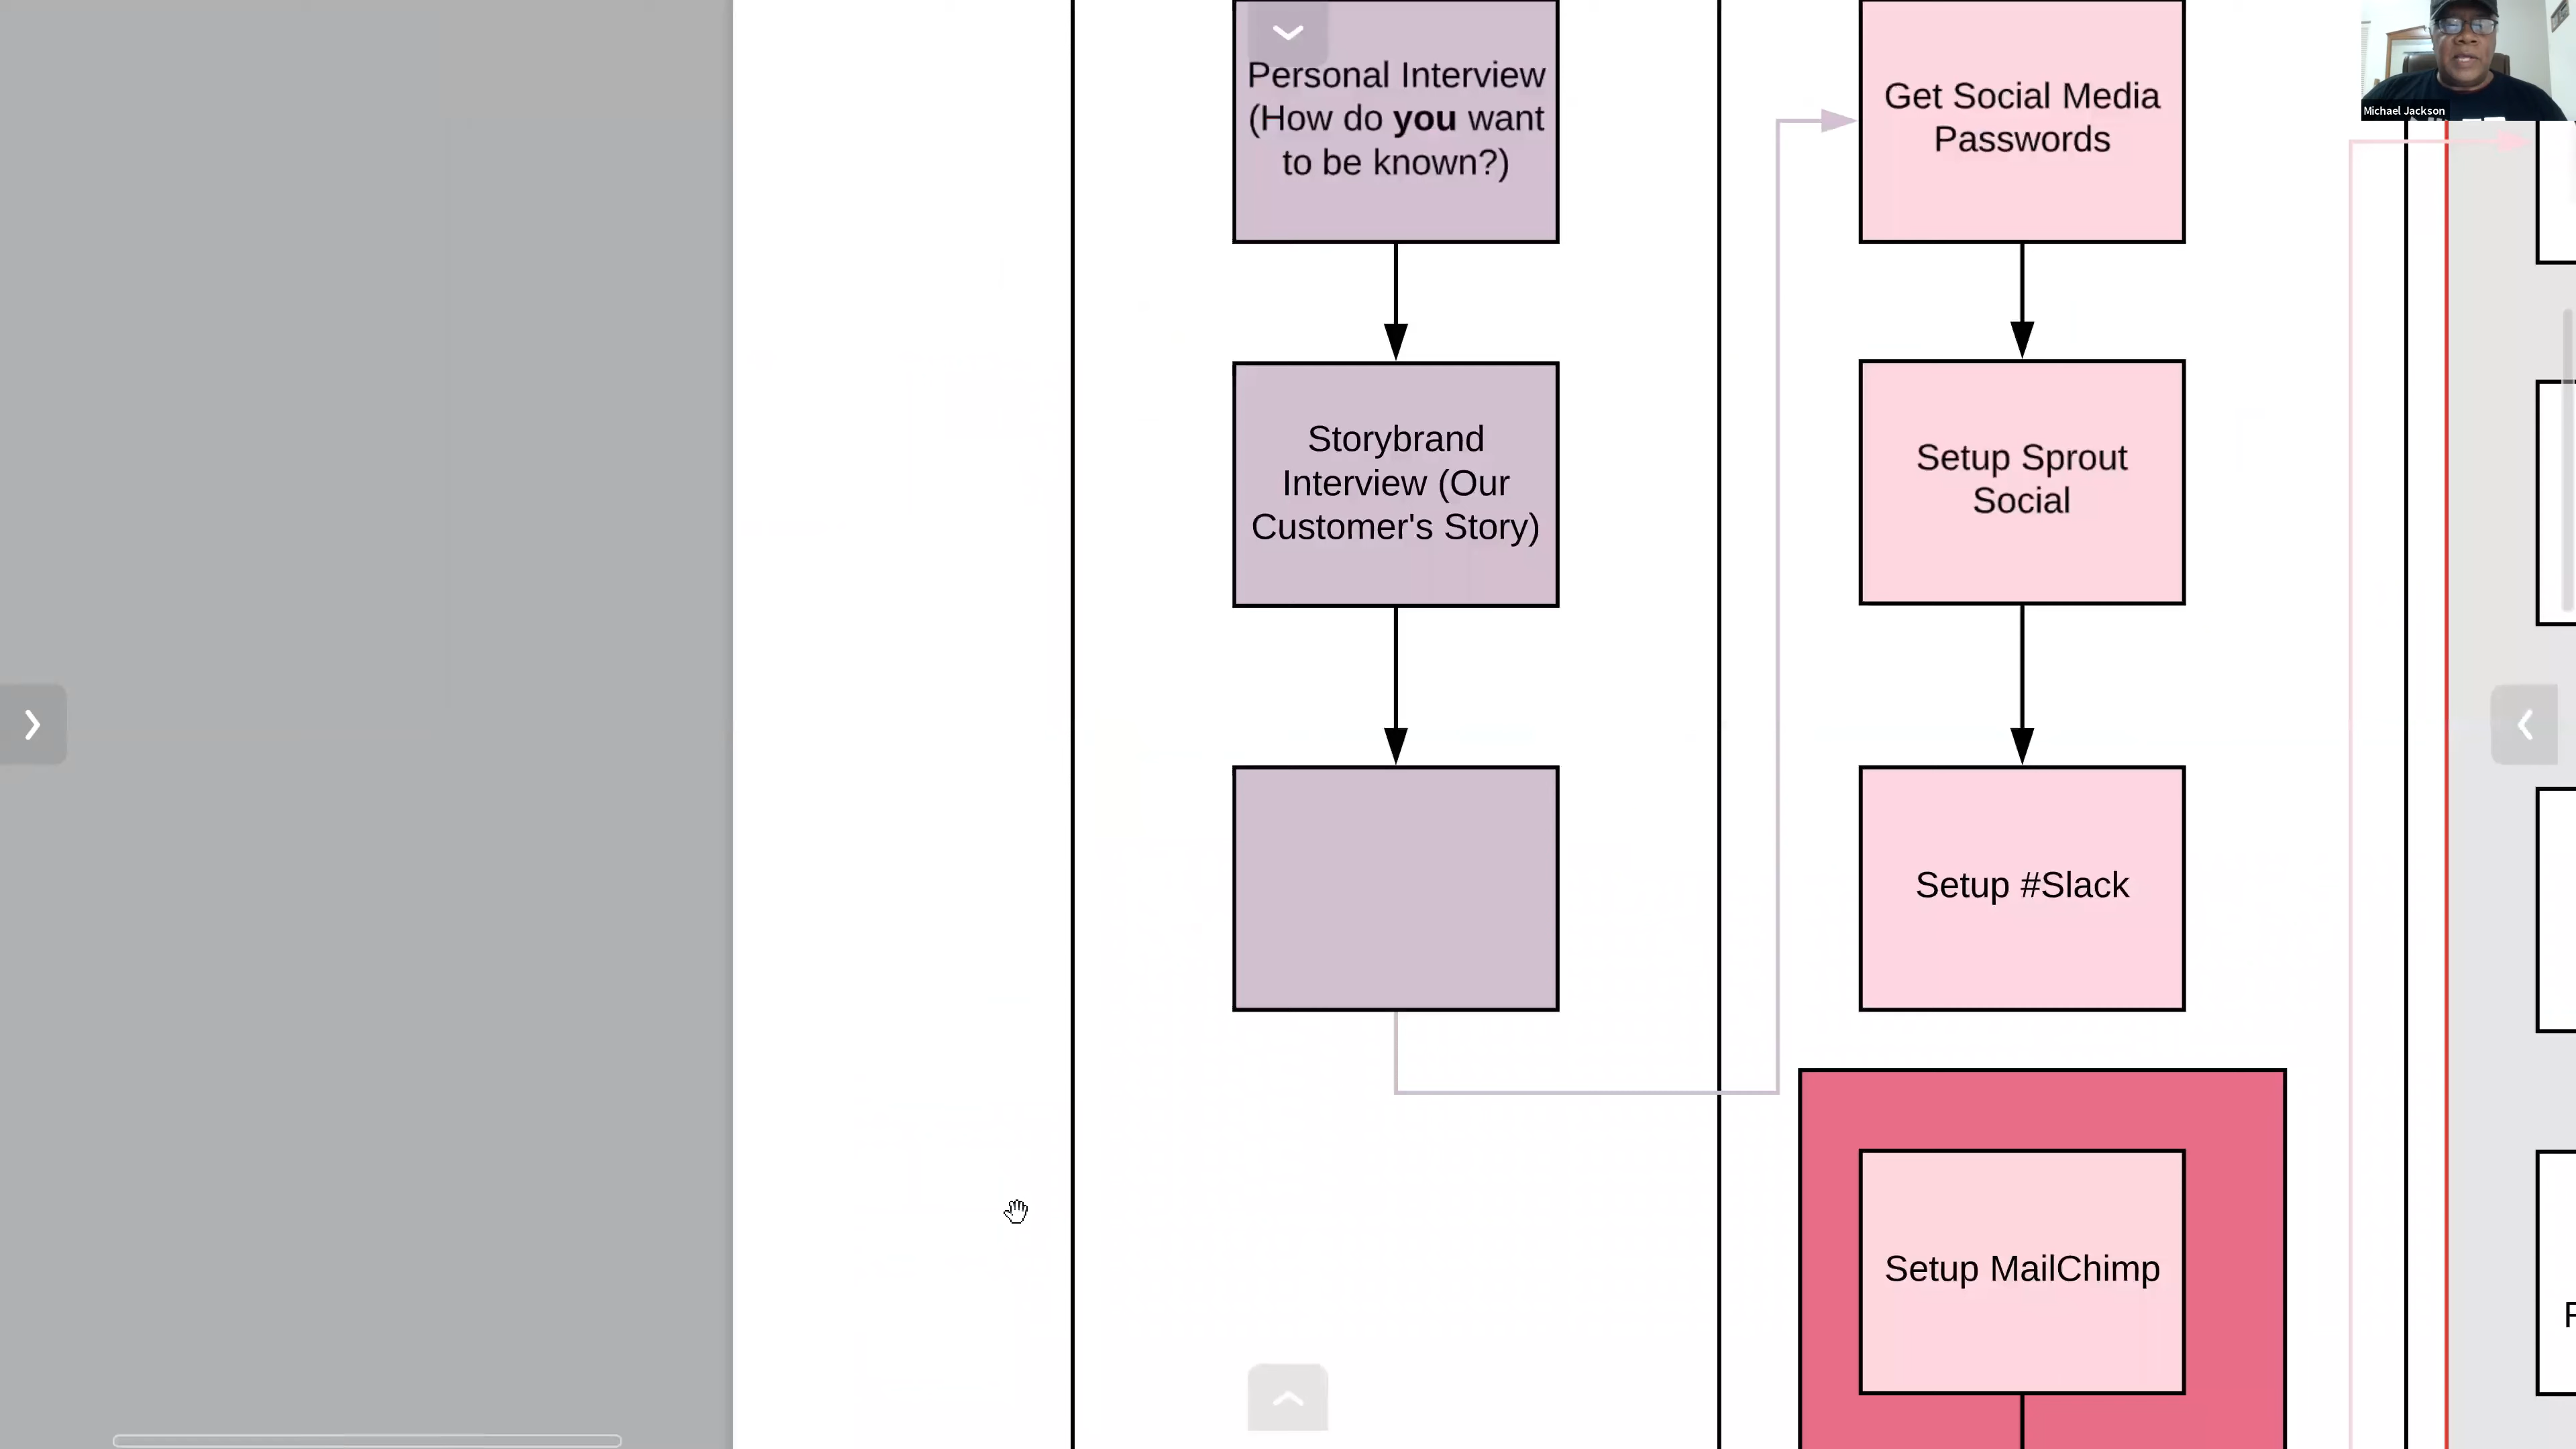 Personal Interview
(How do you want
to be known?)
Storybrand
Interview (Our
Customer's Story)
Get Social Media
Passwords
Setup Sprout
Social
Setup #Slack
Setup MailChimp
Michael Jackson